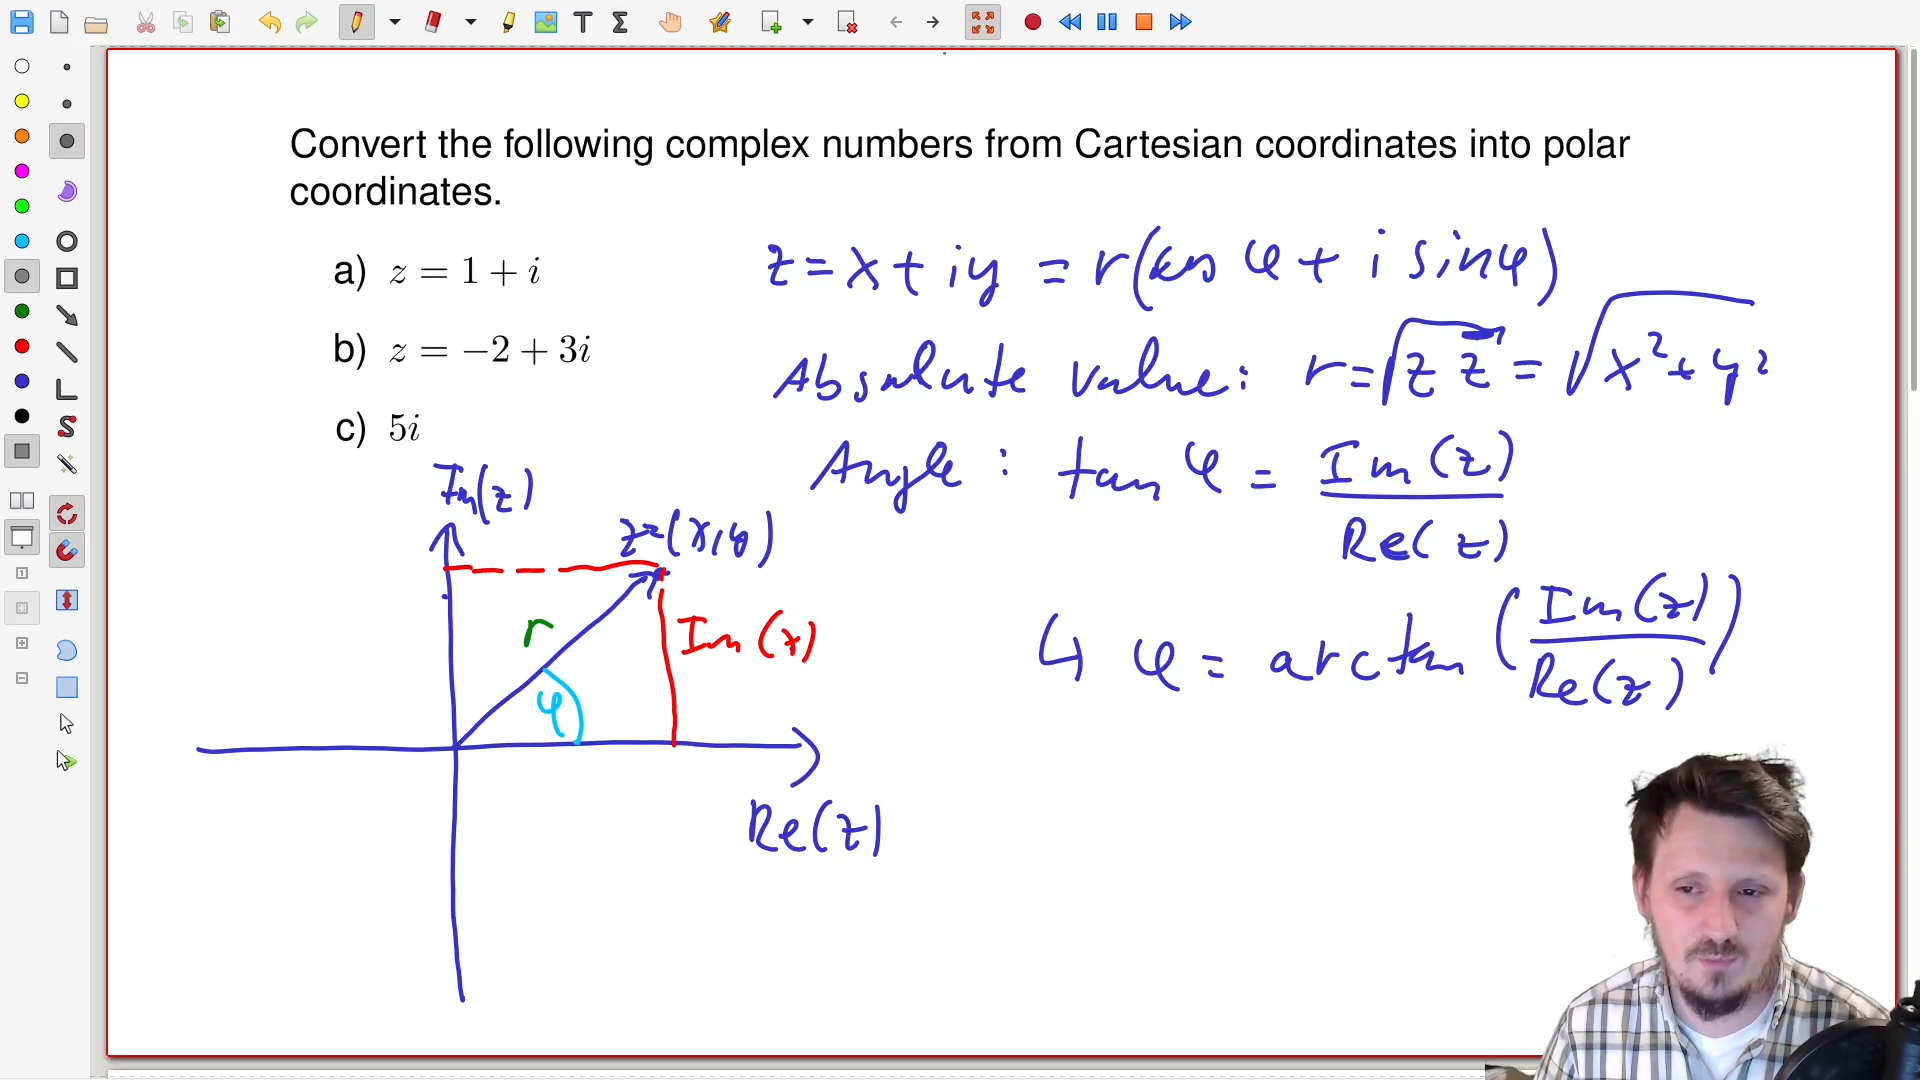 Convert the following complex numbers from Cartesian coordinates into polar
coordinates.
a) z = 1 + i
b) z = −2 + 3i
c) 5i
z = x + iy = r(cos φ + i sin φ)
Absolute value: r = √(z z*) = √(x² + y²)
Angle : tan φ = Im(z) / Re(z)
↳ φ = arctan (Im(z) / Re(z))
Im(z)
z=(x,y)
r
Im(z)
φ
Re(z)